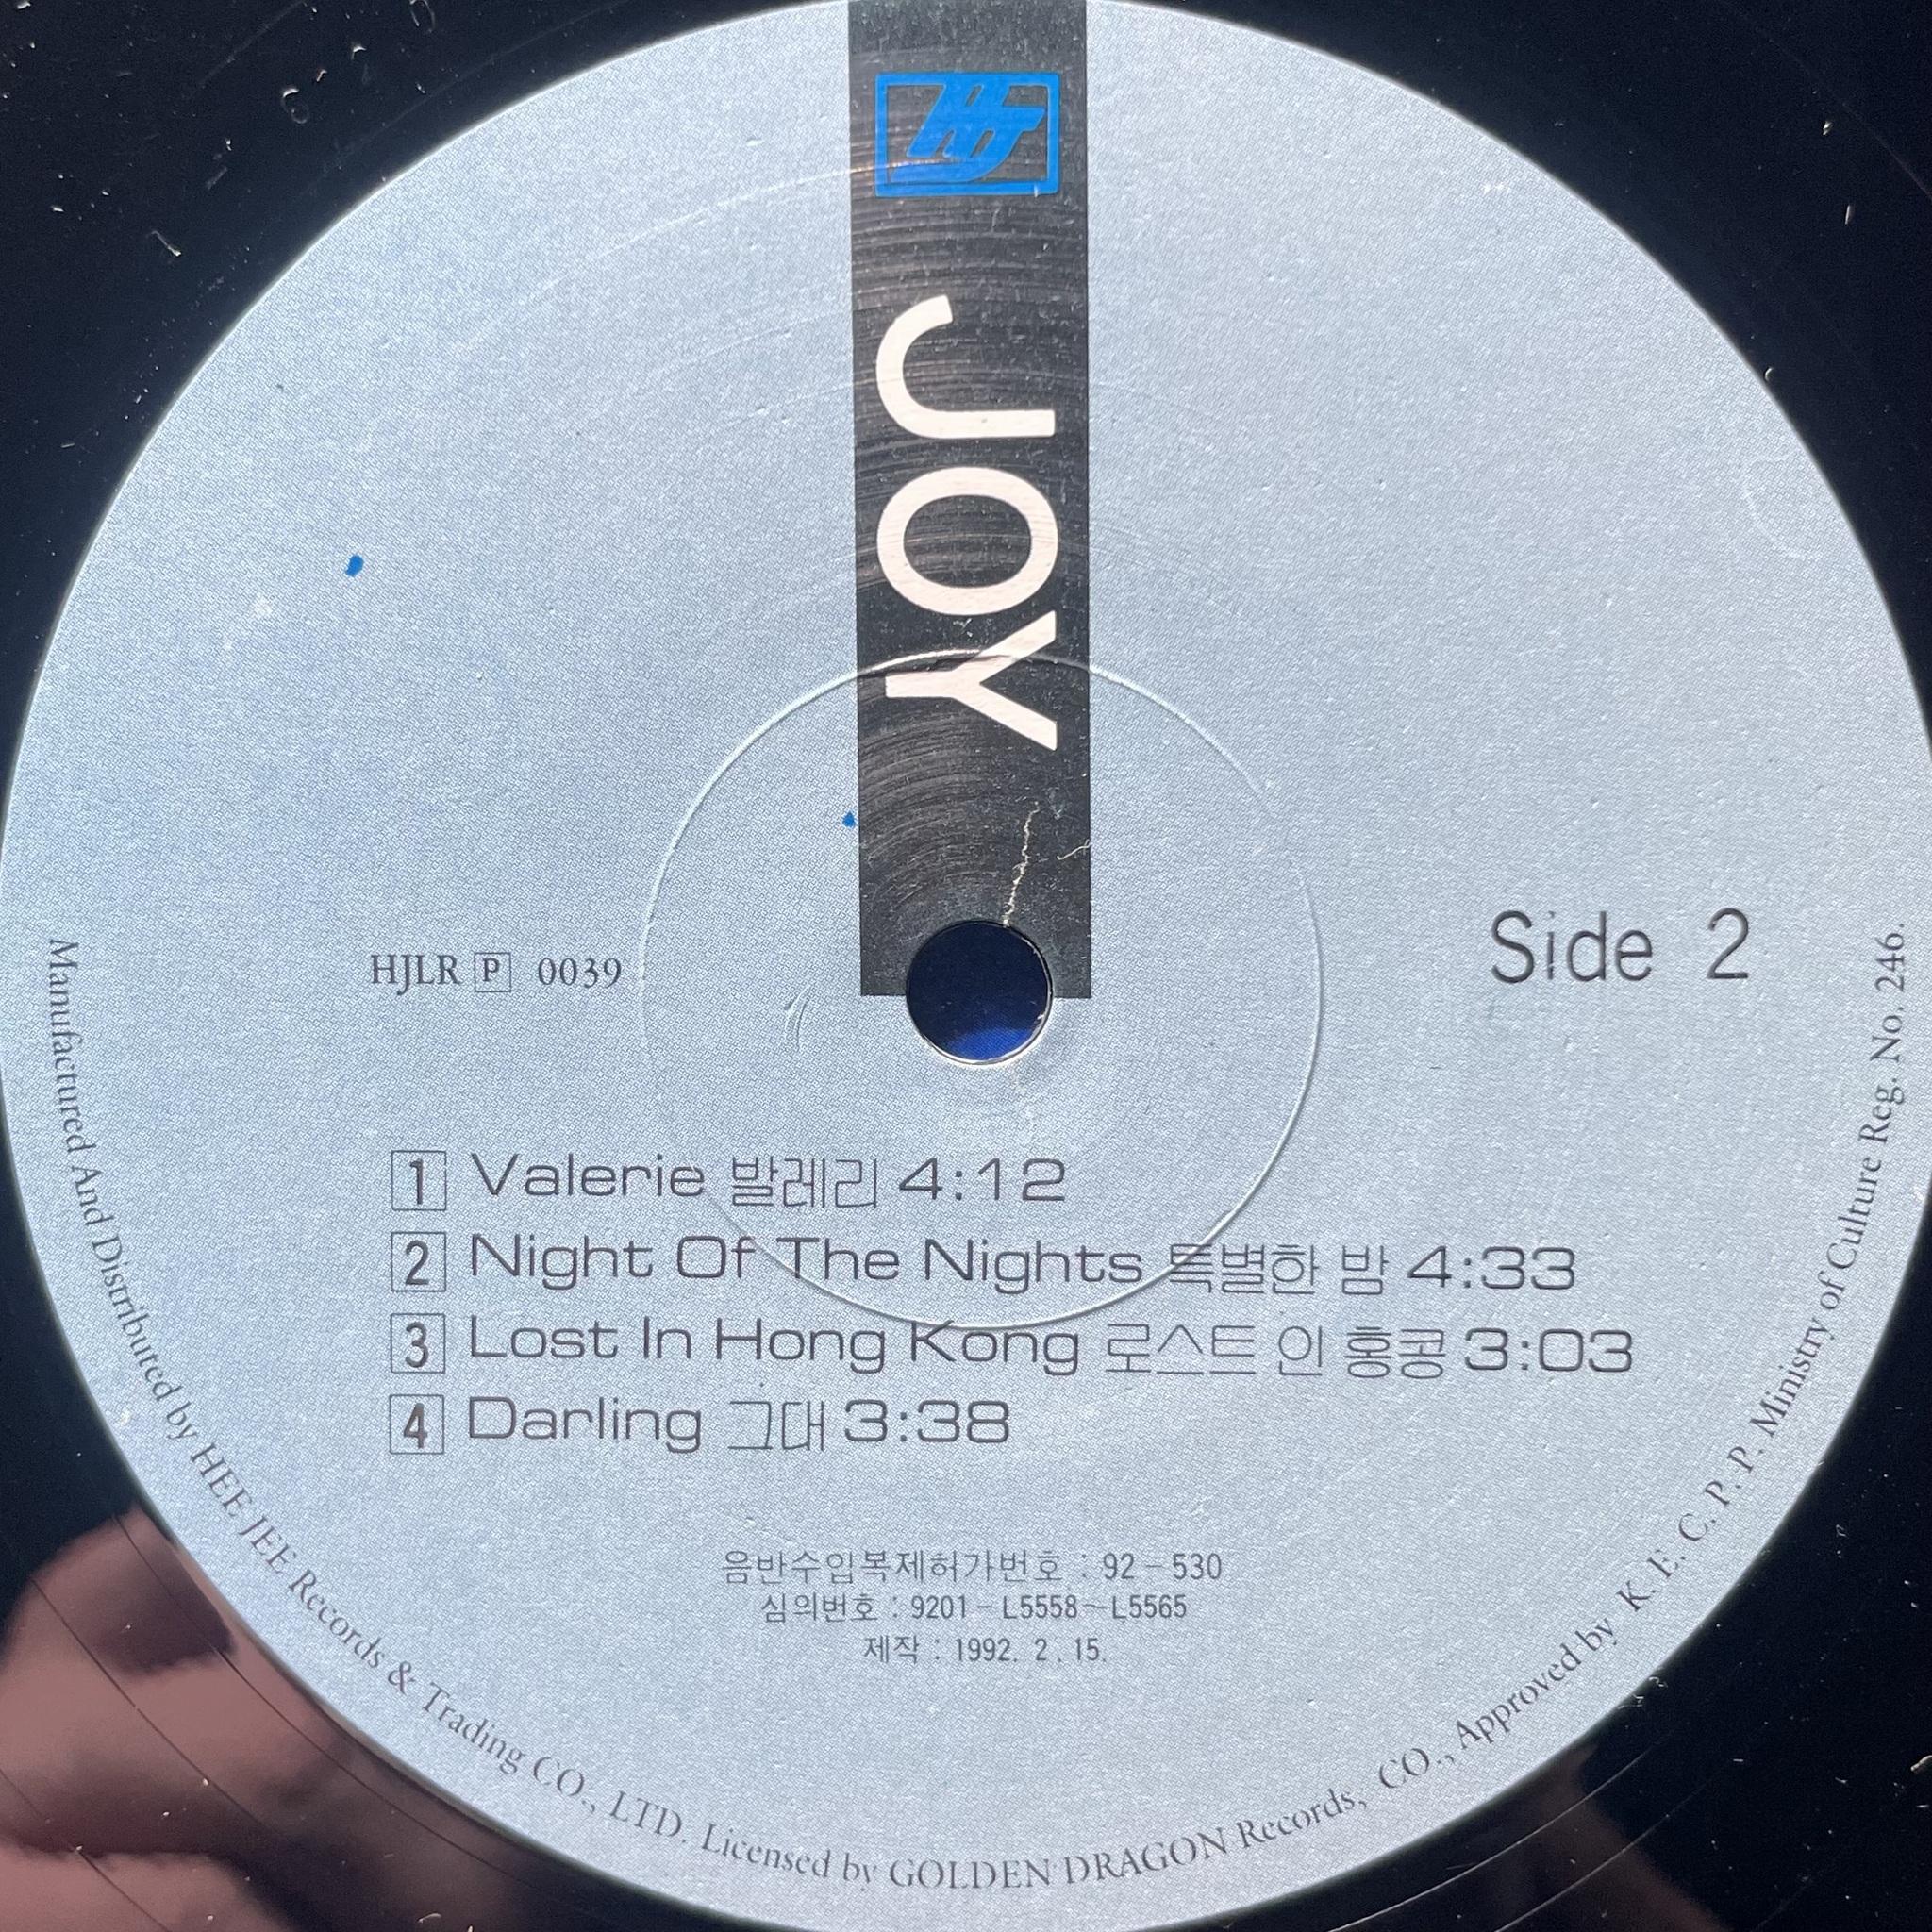 HJ
JOY
HJLR P 0039
Side 2
1 Valerie 발레리 4:12
2 Night Of The Nights 특별한 밤 4:33
3 Lost In Hong Kong 로스트 인 홍콩 3:03
4 Darling 그대 3:38
음반수입복제허가번호 : 92-530
심의번호 : 9201-L5558~L5565
제작 : 1992. 2. 15.
Manufactured And Distributed by HEE JEE Records & Trading CO., LTD. Licensed by GOLDEN DRAGON Records, CO., Approved by K. E. C. P. P. Ministry of Culture Reg. No. 246.